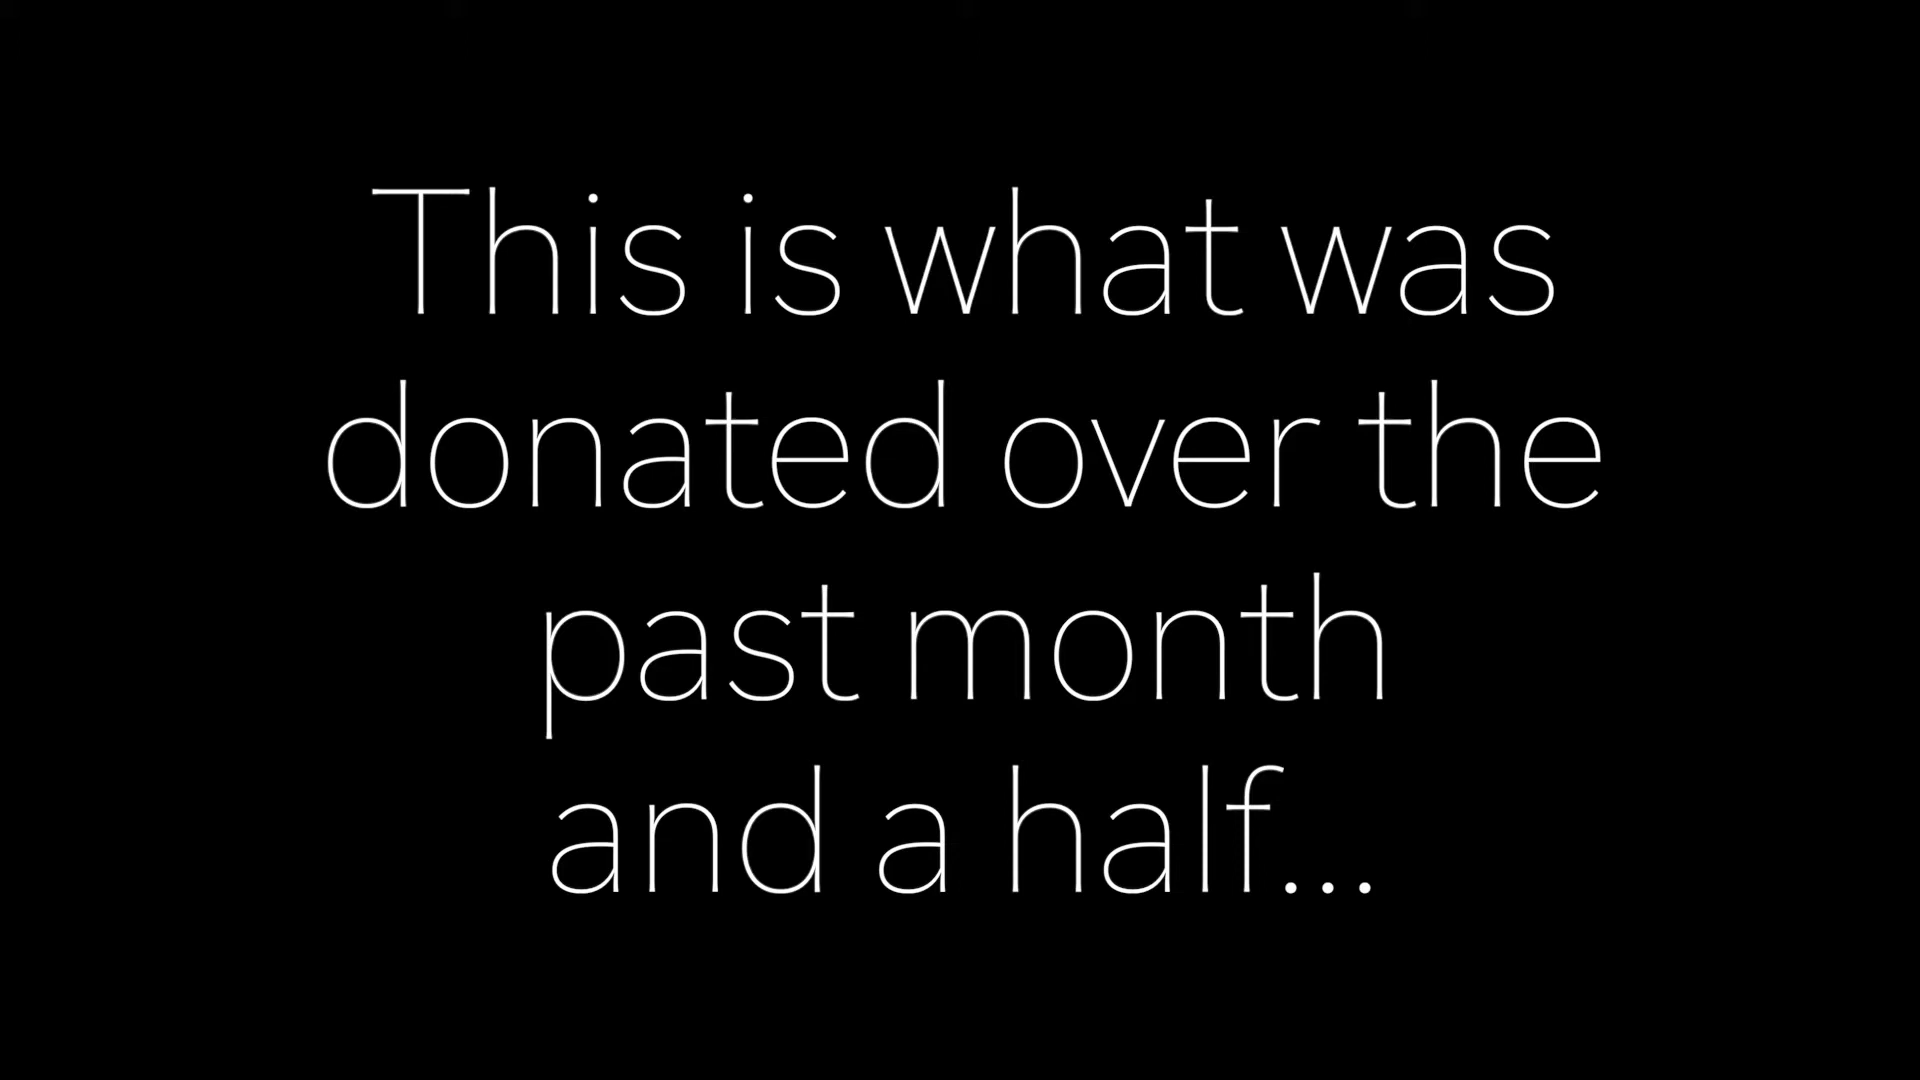 This is what was
donated over the
past month
and a half...